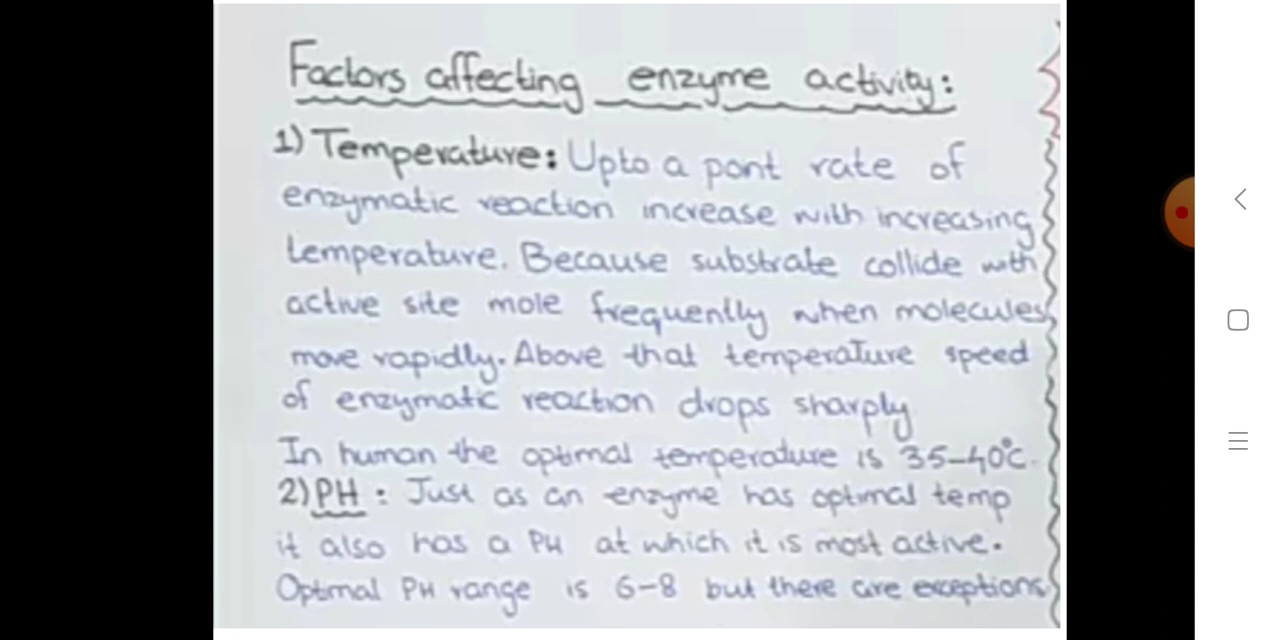 Factors affecting enzyme activity:
1) Temperature: Upto a pont rate of
enzymatic reaction increase with increasing
temperature. Because substrate collide with
active site mole frequently when molecules
move rapidly. Above that temperature speed
of enzymatic reaction drops sharply
In human the optimal temperature is 35-40°C.
2) PH : Just as an enzyme has optimal temp
it also has a PH at which it is most active.
Optimal PH range is 6-8 but there are exceptions